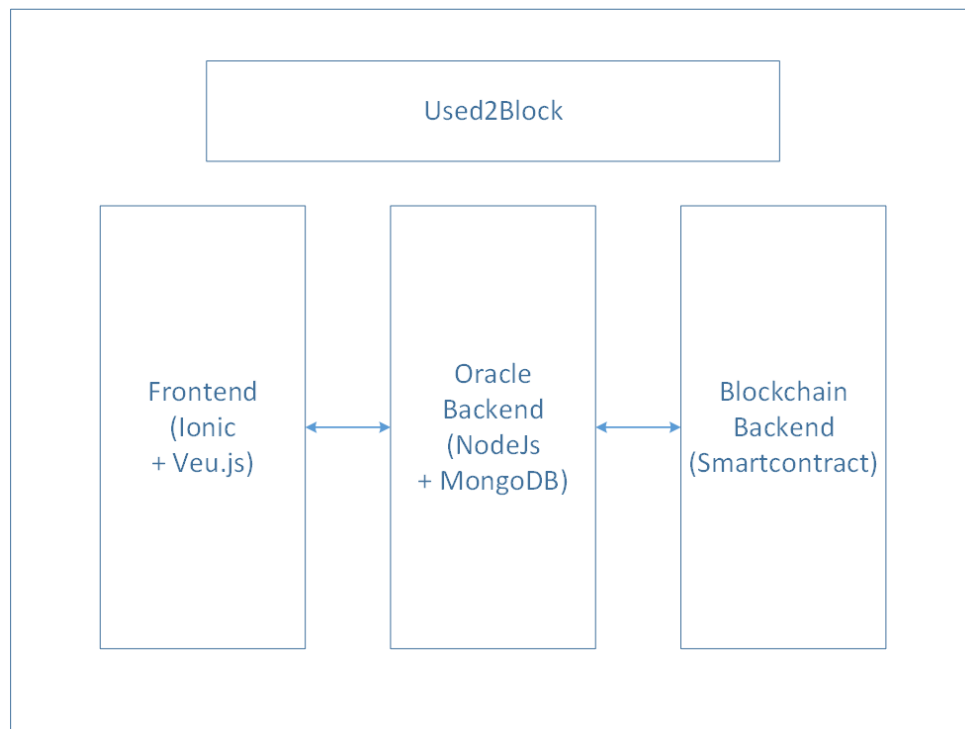 Used2Block
Frontend
(Ionic
+ Veu.js)
Oracle
Backend
(NodeJs
+ MongoDB)
Blockchain
Backend
(Smartcontract)